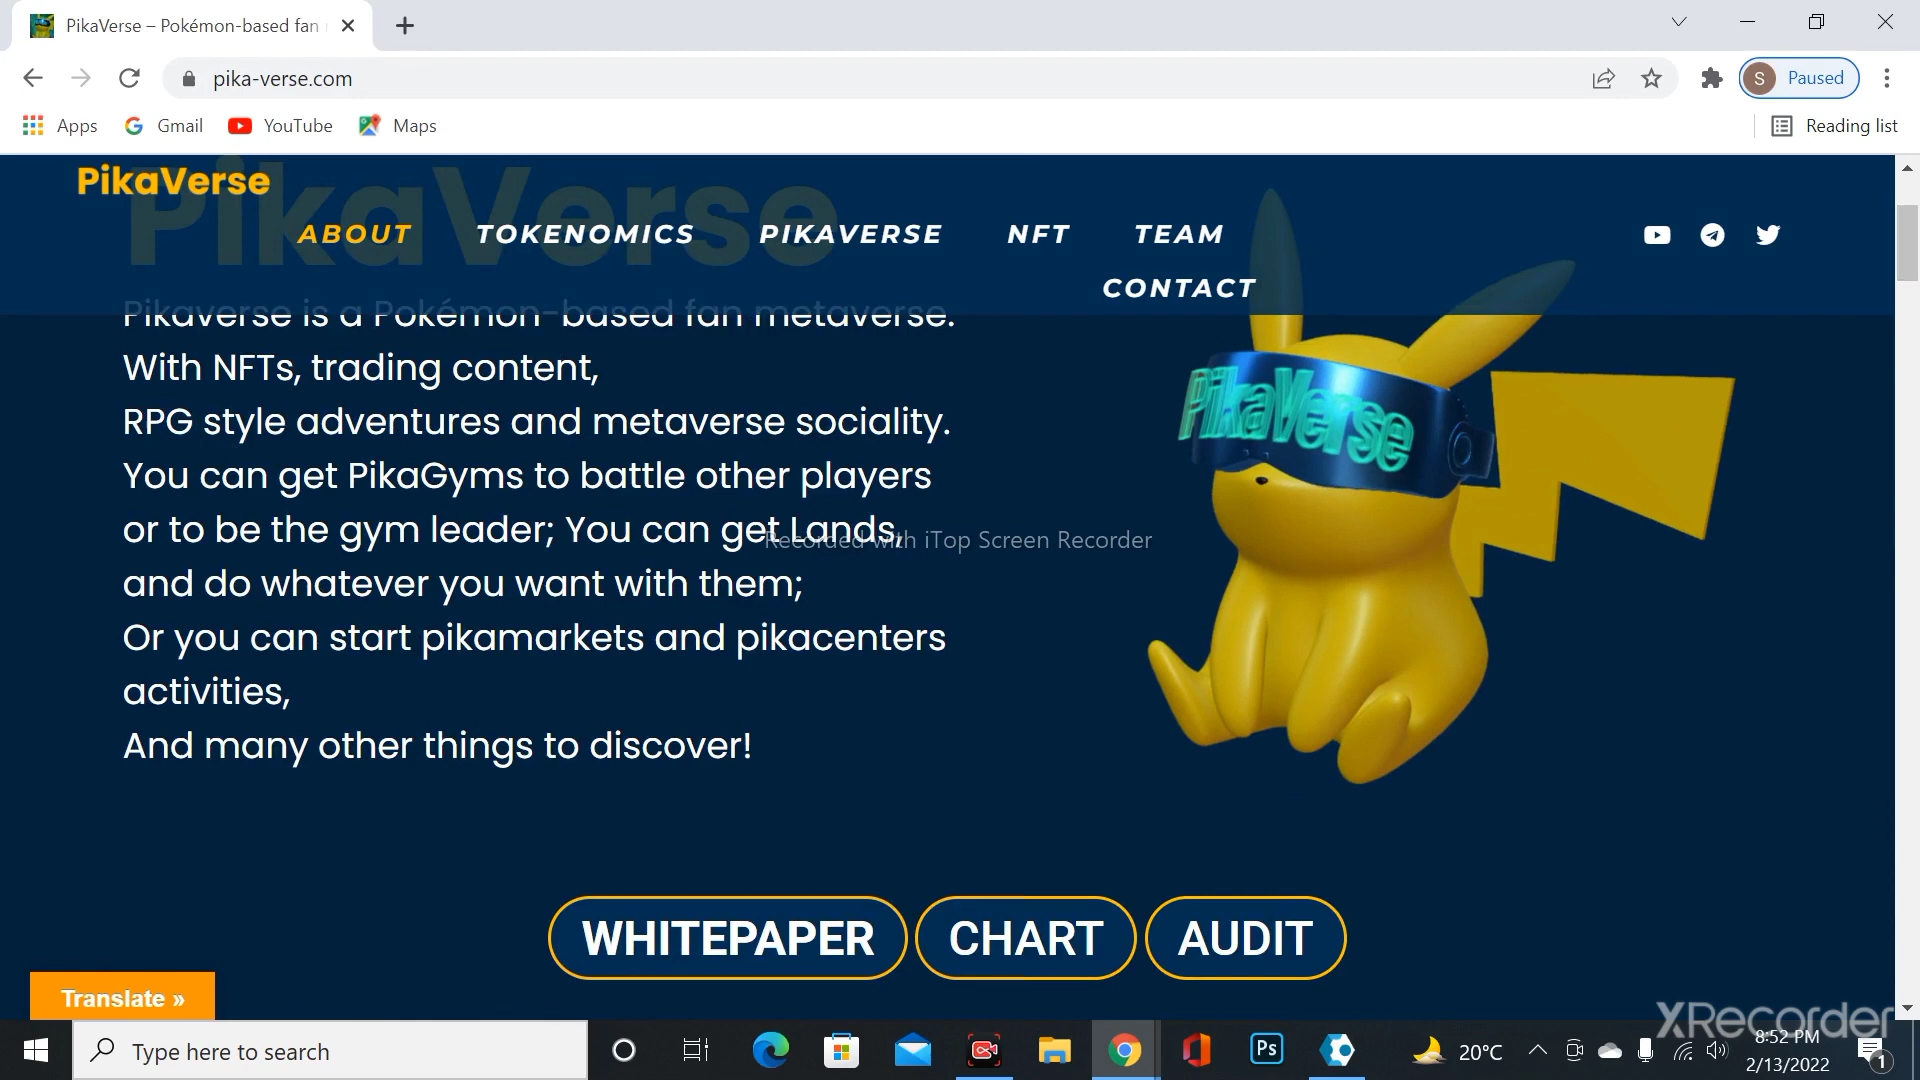 PikaVerse – Pokémon-based fan
pika-verse.com
S Paused
Apps Gmail YouTube Maps
Reading list
PikaVerse
PikaVerse
ABOUT TOKENOMICS PIKAVERSE NFT TEAM
CONTACT
Pikaverse is a Pokémon-based fan metaverse.
With NFTs, trading content,
RPG style adventures and metaverse sociality.
You can get PikaGyms to battle other players
or to be the gym leader; You can get Lands,
and do whatever you want with them;
Or you can start pikamarkets and pikacenters
activities,
And many other things to discover!
PikaVerse
Recorded with iTop Screen Recorder
WHITEPAPER CHART AUDIT
Translate »
XRecorder
Type here to search
Ps
20°C
8:52 PM
2/13/2022
1